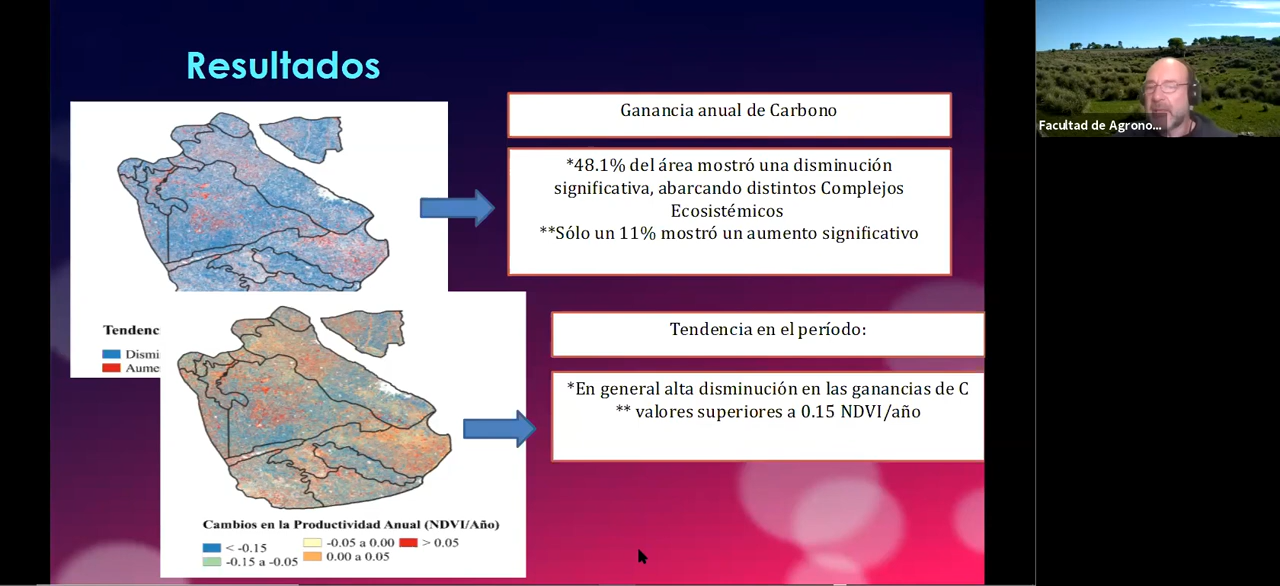 Resultados
Ganancia anual de Carbono
*48.1% del área mostró una disminución
significativa, abarcando distintos Complejos
Ecosistémicos
**Sólo un 11% mostró un aumento significativo
Tendenc
Dismi
Aume
Tendencia en el período:
*En general alta disminución en las ganancias de C
** valores superiores a 0.15 NDVI/año
Cambios en la Productividad Anual (NDVI/Año)
< -0.15
-0.15 a -0.05
-0.05 a 0.00
0.00 a 0.05
> 0.05
Facultad de Agrono...